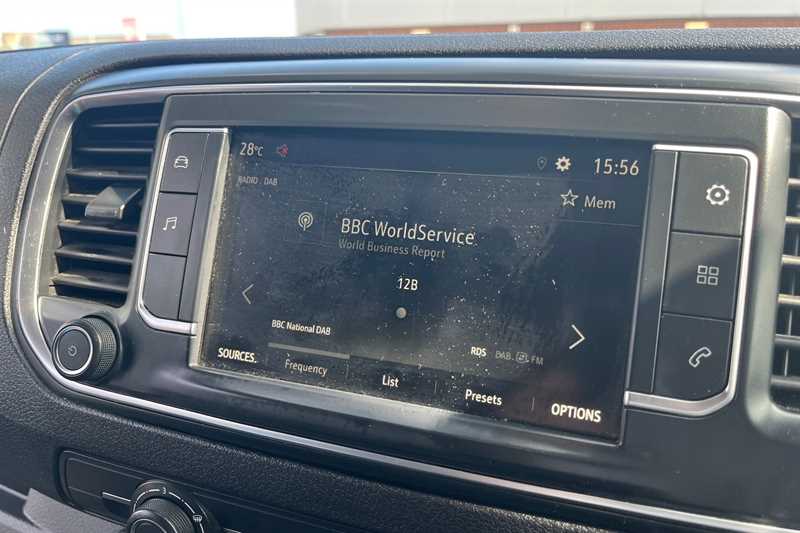 28°C
15:56
RADIO . DAB
Mem
BBC WorldService
World Business Report
12B
BBC National DAB
RDS DAB FM
SOURCES
Frequency
List
Presets
OPTIONS